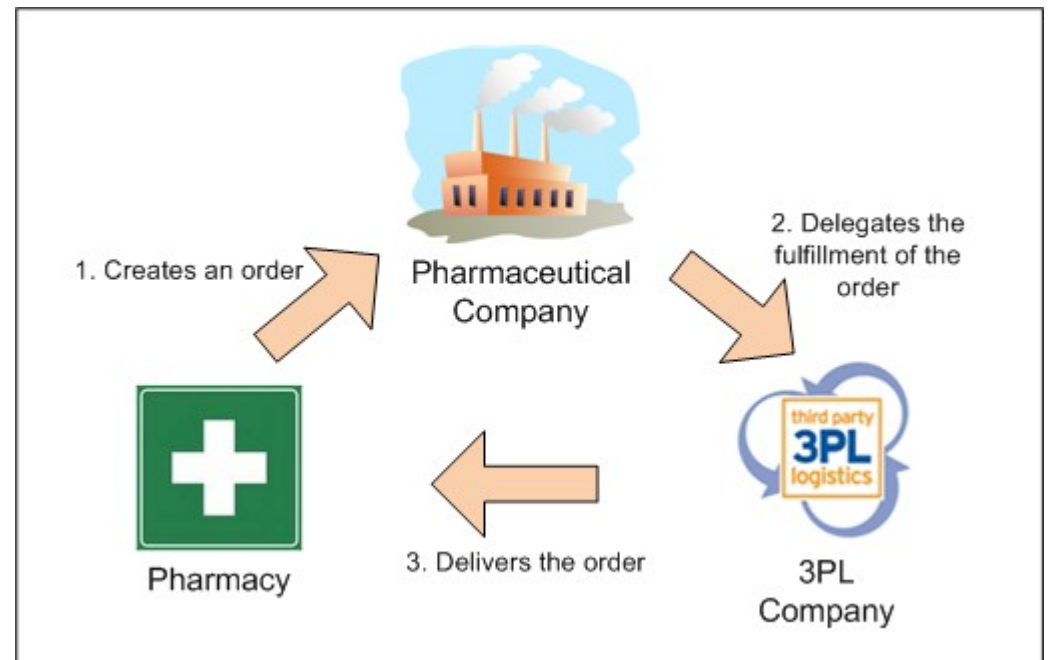 1. Creates an order
Pharmaceutical
Company
2. Delegates the
fulfillment of the
order
third party
3PL
logistics
3PL
Company
3. Delivers the order
Pharmacy